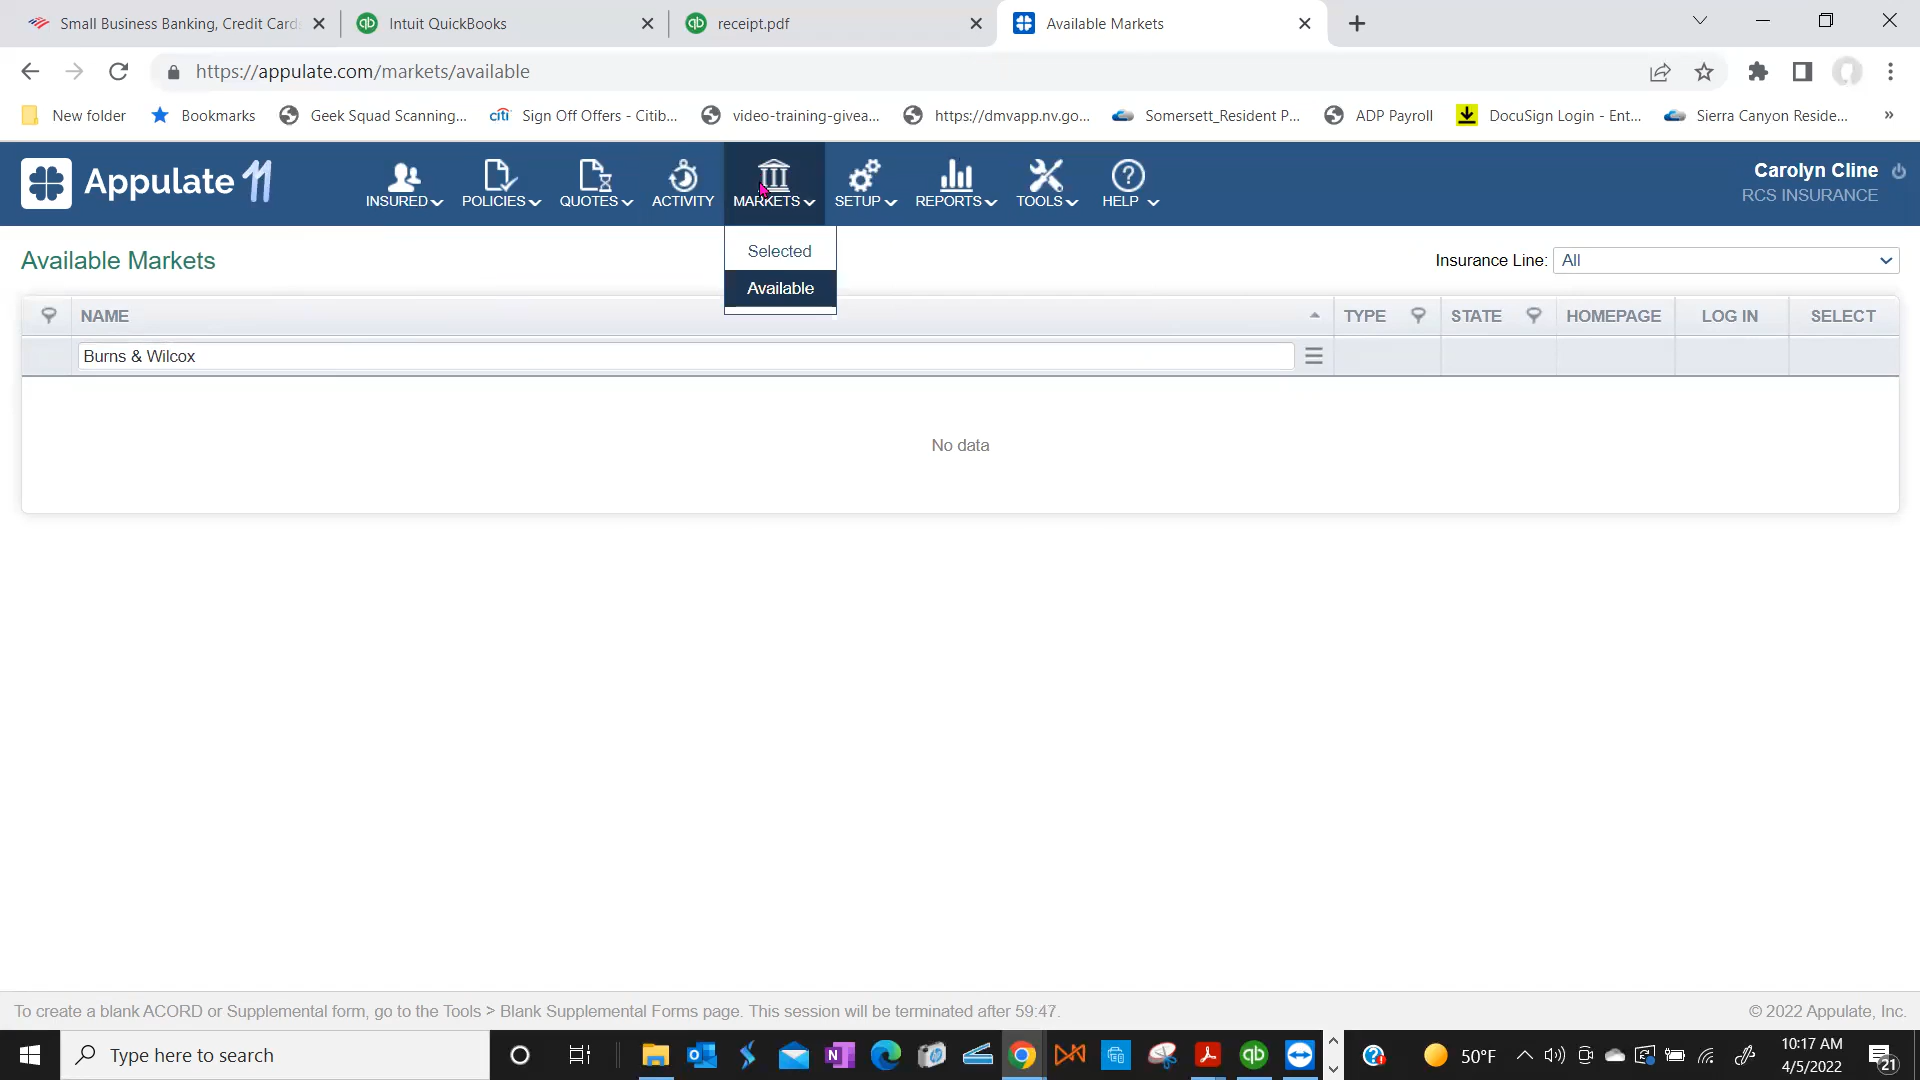 Small Business Banking, Credit Card
Intuit QuickBooks
receipt.pdf
Available Markets
https://appulate.com/markets/available
New folder
Bookmarks
Geek Squad Scanning...
citi Sign Off Offers - Citib...
video-training-givea...
https://dmvapp.nv.go...
Somersett_Resident P...
ADP Payroll
DocuSign Login - Ent...
Sierra Canyon Reside...
»
Appulate 11
INSURED
POLICIES
QUOTES
ACTIVITY
MARKETS
SETUP
REPORTS
TOOLS
HELP
Carolyn Cline
RCS INSURANCE
Selected
Available
Available Markets
Insurance Line: All
NAME TYPE STATE HOMEPAGE LOG IN SELECT
Burns & Wilcox
No data
To create a blank ACORD or Supplemental form, go to the Tools > Blank Supplemental Forms page. This session will be terminated after 59:47.
© 2022 Appulate, Inc.
Type here to search
50°F
10:17 AM
4/5/2022
21